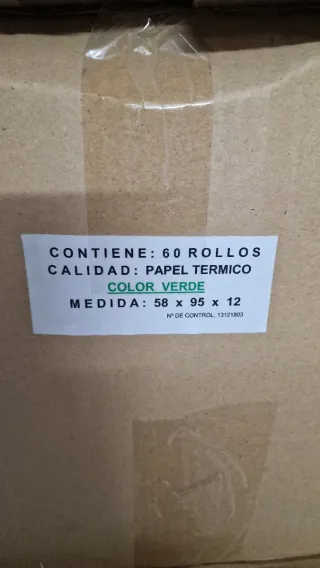 CONTIENE: 60 ROLLOS
CALIDAD: PAPEL TERMICO
COLOR VERDE
MEDIDA: 58 x 95 x 12
Nº DE CONTROL. 13121803